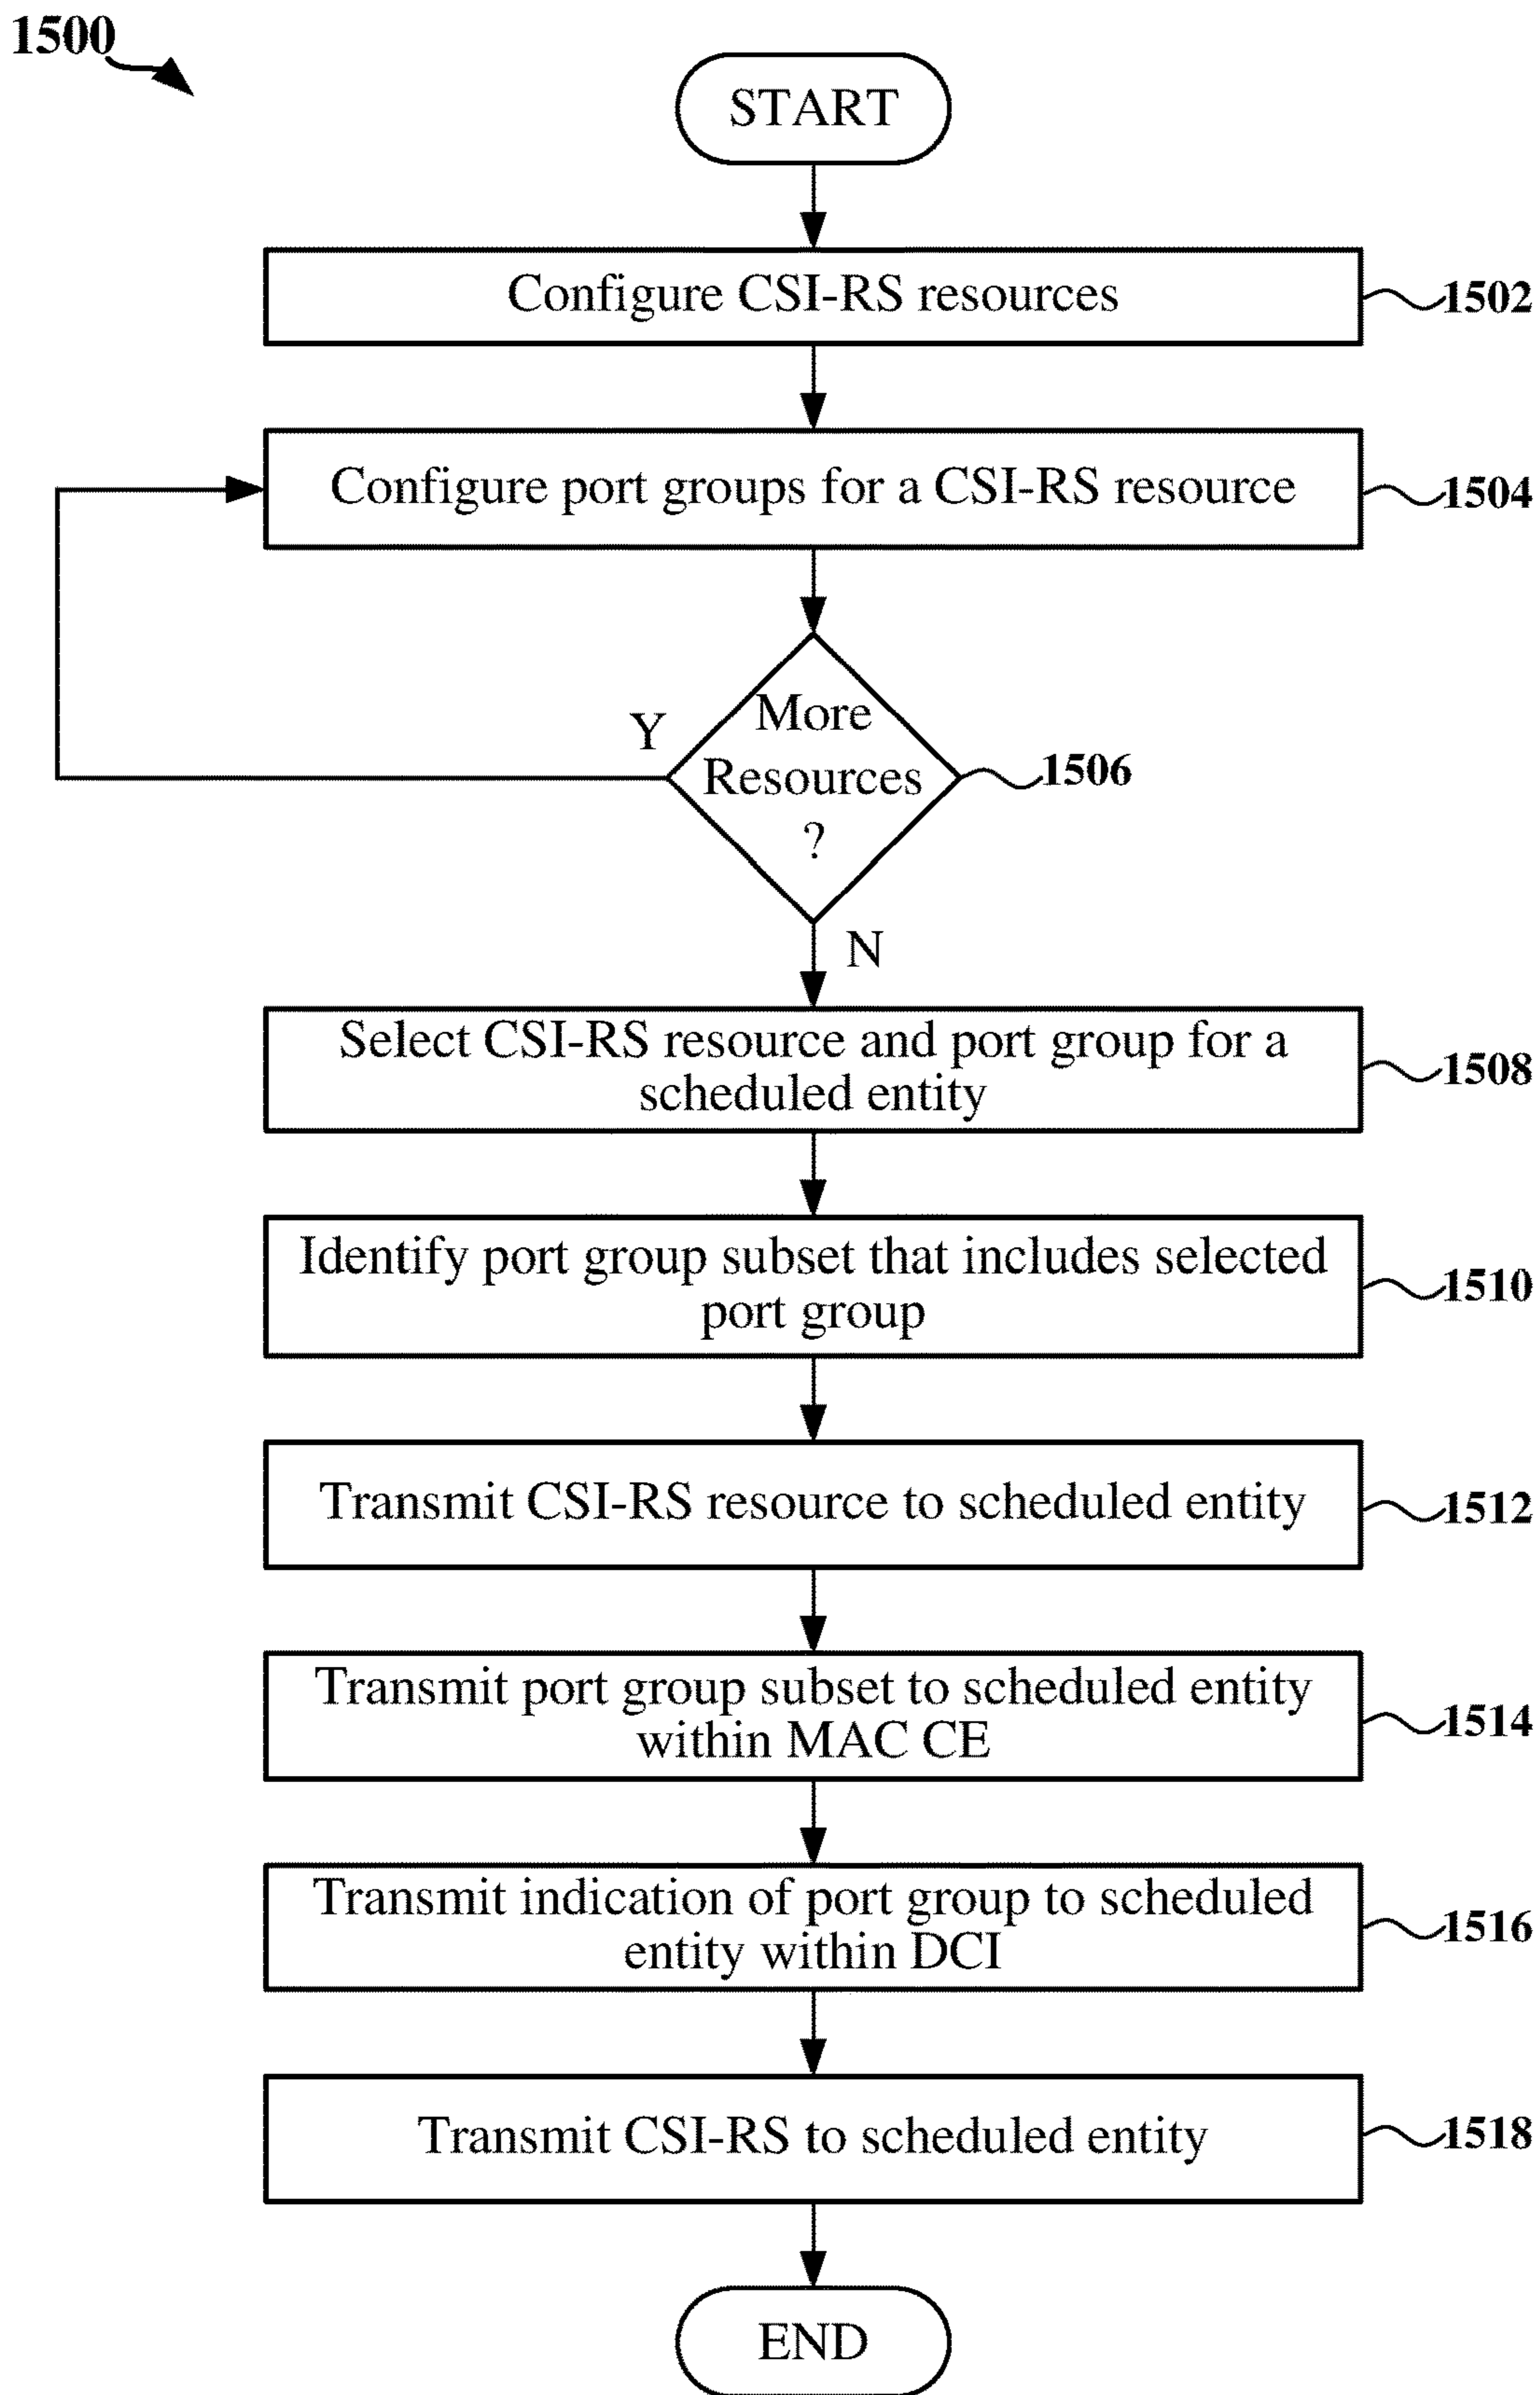 1500
START
Configure CSI-RS resources
1502
Configure port groups for a CSI-RS resource
1504
More
Resources
?
Y
1506
N
Select CSI-RS resource and port group for a
scheduled entity
1508
Identify port group subset that includes selected
port group
1510
Transmit CSI-RS resource to scheduled entity
1512
Transmit port group subset to scheduled entity
within MAC CE
1514
Transmit indication of port group to scheduled
entity within DCI
1516
Transmit CSI-RS to scheduled entity
1518
END